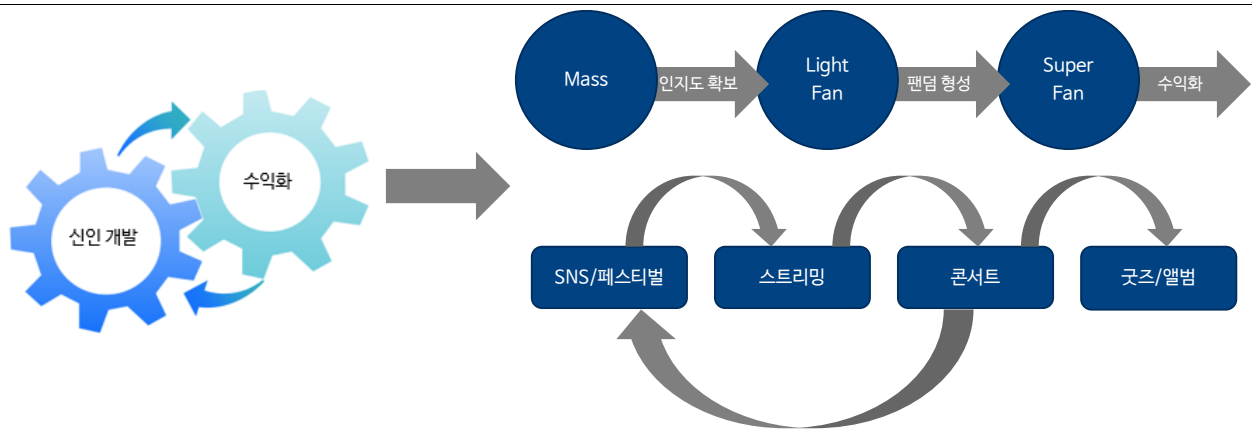 수익화
신인 개발
Mass
인지도 확보
Light
Fan
팬덤 형성
Super
Fan
수익화
SNS/페스티벌
스트리밍
콘서트
굿즈/앨범